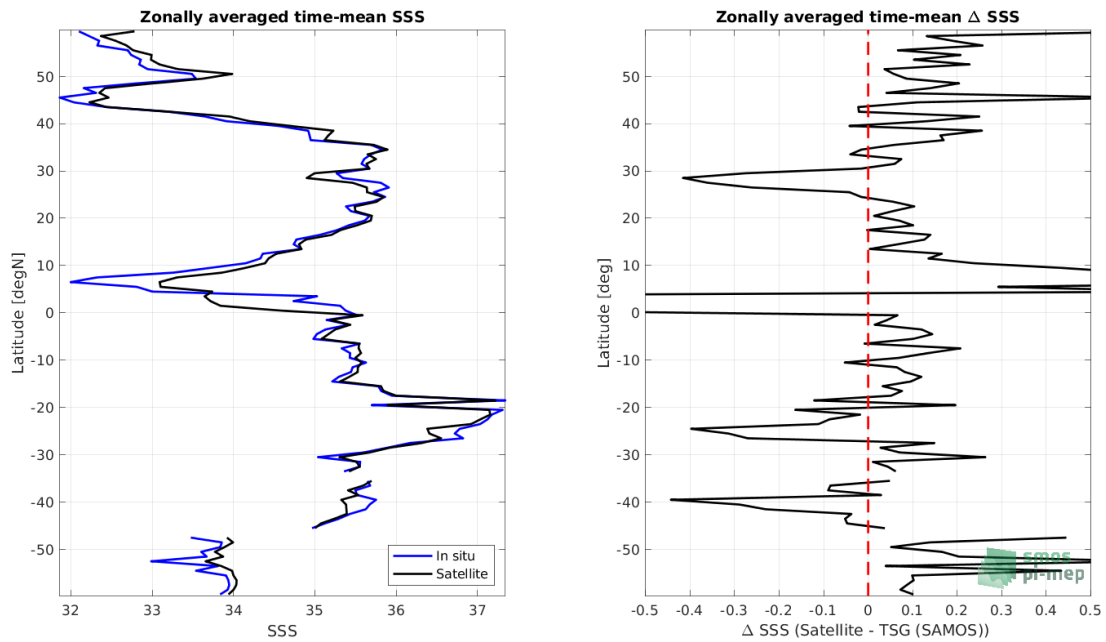 Zonally averaged time-mean SSS
Latitude [degN]
50
40
30
20
10
0
-10
-20
-30
-40
-50
32 33 34 35 36 37
SSS
In situ
Satellite
Zonally averaged time-mean Δ SSS
Latitude [deg]
50
40
30
20
10
0
-10
-20
-30
-40
-50
-0.5 -0.4 -0.3 -0.2 -0.1 0 0.1 0.2 0.3 0.4 0.5
Δ SSS (Satellite - TSG (SAMOS))
smos
pi-mep